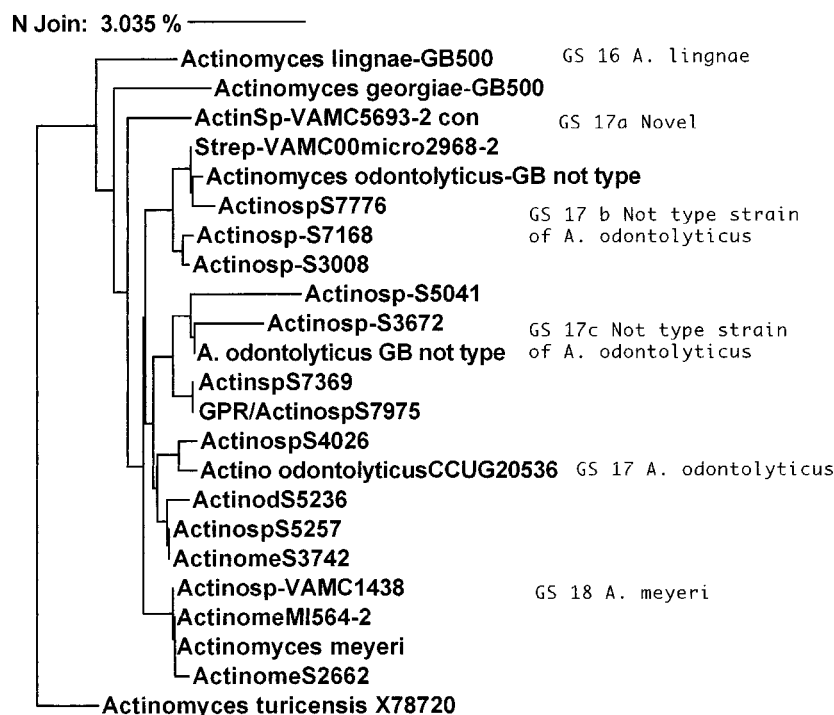 N Join: 3.035 %
Actinomyces lingnae-GB500 GS 16 A. lingnae
Actinomyces georgiae-GB500
ActinSp-VAMC5693-2 con GS 17a Novel
Strep-VAMC00micro2968-2
Actinomyces odontolyticus-GB not type
ActinospS7776 GS 17 b Not type strain
Actinosp-S7168 of A. odontolyticus
Actinosp-S3008
Actinosp-S5041
Actinosp-S3672 GS 17c Not type strain
A. odontolyticus GB not type of A. odontolyticus
ActinspS7369
GPR/ActinospS7975
ActinospS4026
Actino odontolyticusCCUG20536 GS 17 A. odontolyticus
ActinodS5236
ActinospS5257
ActinomeS3742
Actinosp-VAMC1438 GS 18 A. meyeri
ActinomeMI564-2
Actinomyces meyeri
ActinomeS2662
Actinomyces turicensis X78720